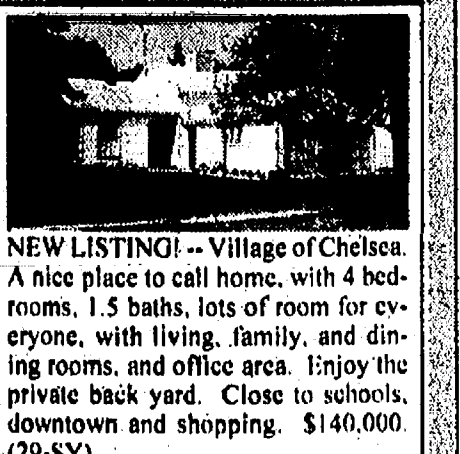 NEW LISTING! -- Village of Chelsea.
A nice place to call home, with 4 bed-
rooms, 1.5 baths, lots of room for ev-
eryone, with living, family, and din-
ing rooms, and office area. Enjoy the
private back yard. Close to schools,
downtown and shopping. $140,000.
(29-SY)